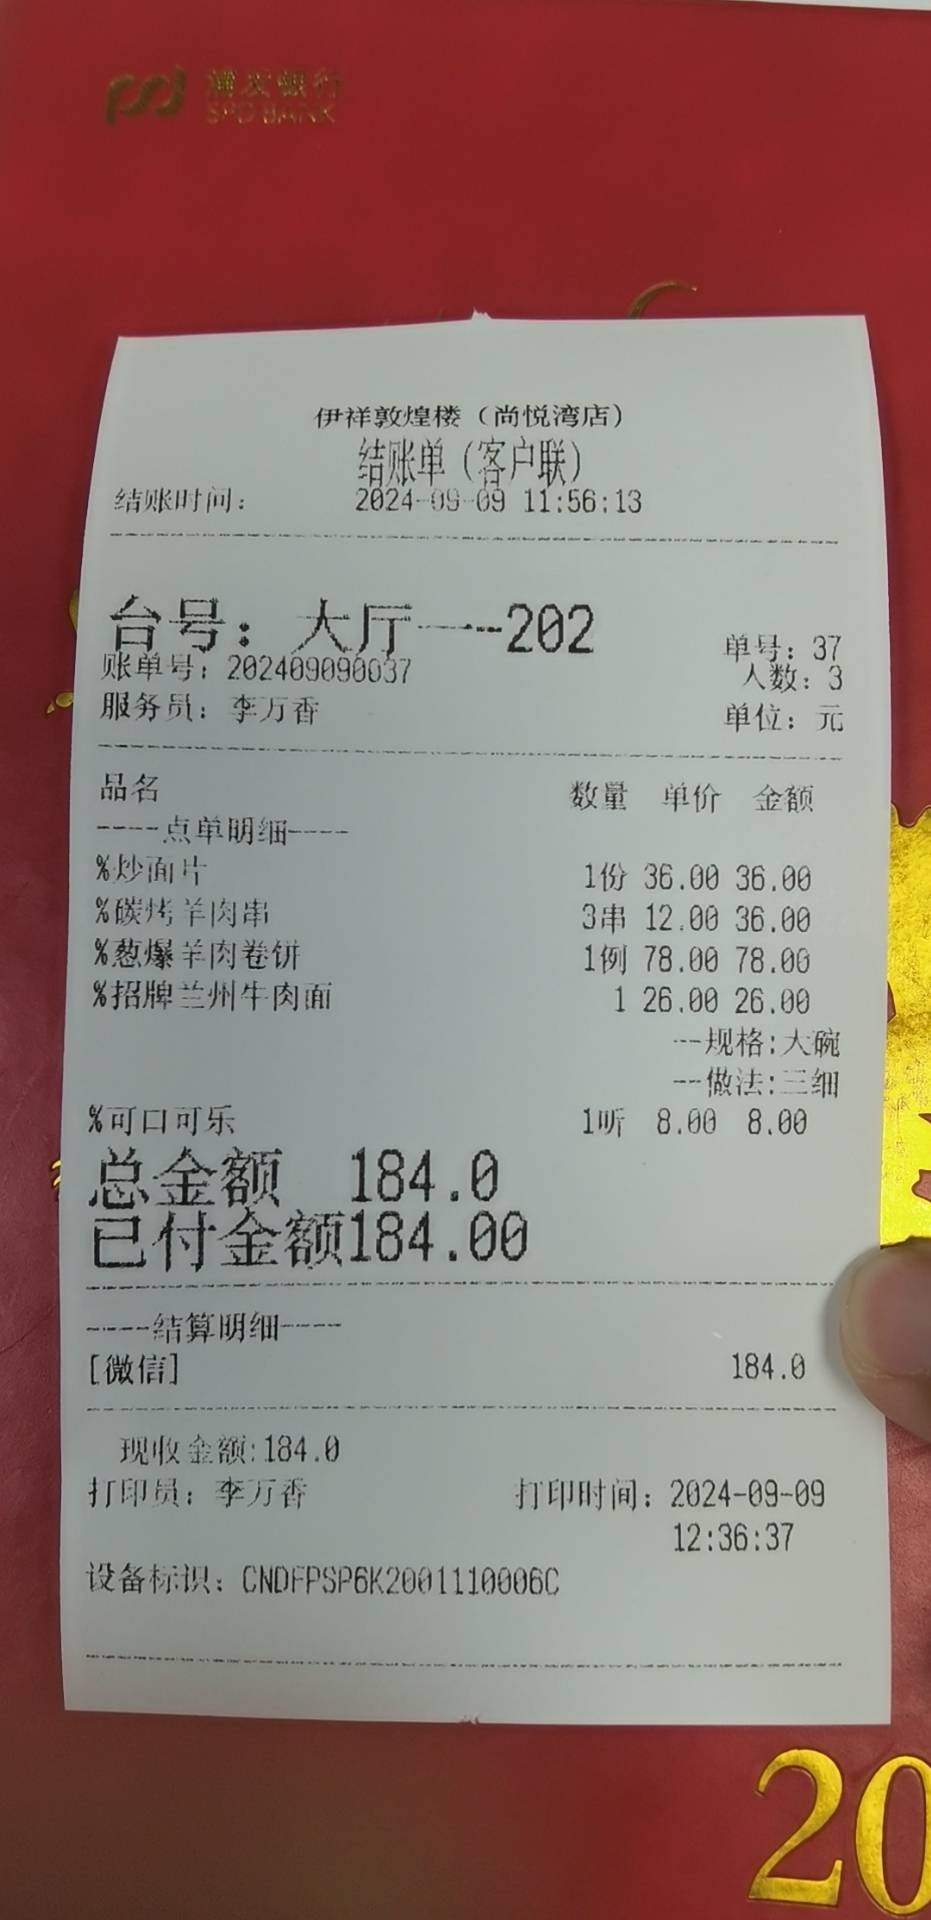 浦发银行
SPD BANK
伊祥敦煌楼（尚悦湾店）
结账单（客户联）
结账时间： 2024-09-09 11:56:13
台号： 大厅一--202
单号：37
账单号：202409090037
人数：3
服务员：李万香
单位：元
品名 数量 单价 金额
----点单明细----
%炒面片 1份 36.00 36.00
%碳烤羊肉串 3串 12.00 36.00
%葱爆羊肉卷饼 1例 78.00 78.00
%招牌兰州牛肉面 1 26.00 26.00
--规格:大碗
--做法:三细
%可口可乐 1听 8.00 8.00
总金额 184.0
已付金额184.00
----结算明细----
[微信] 184.0
现收金额:184.0
打印员：李万香 打印时间：2024-09-09
12:36:37
设备标识：CNDFPSP6K2001110006C
20